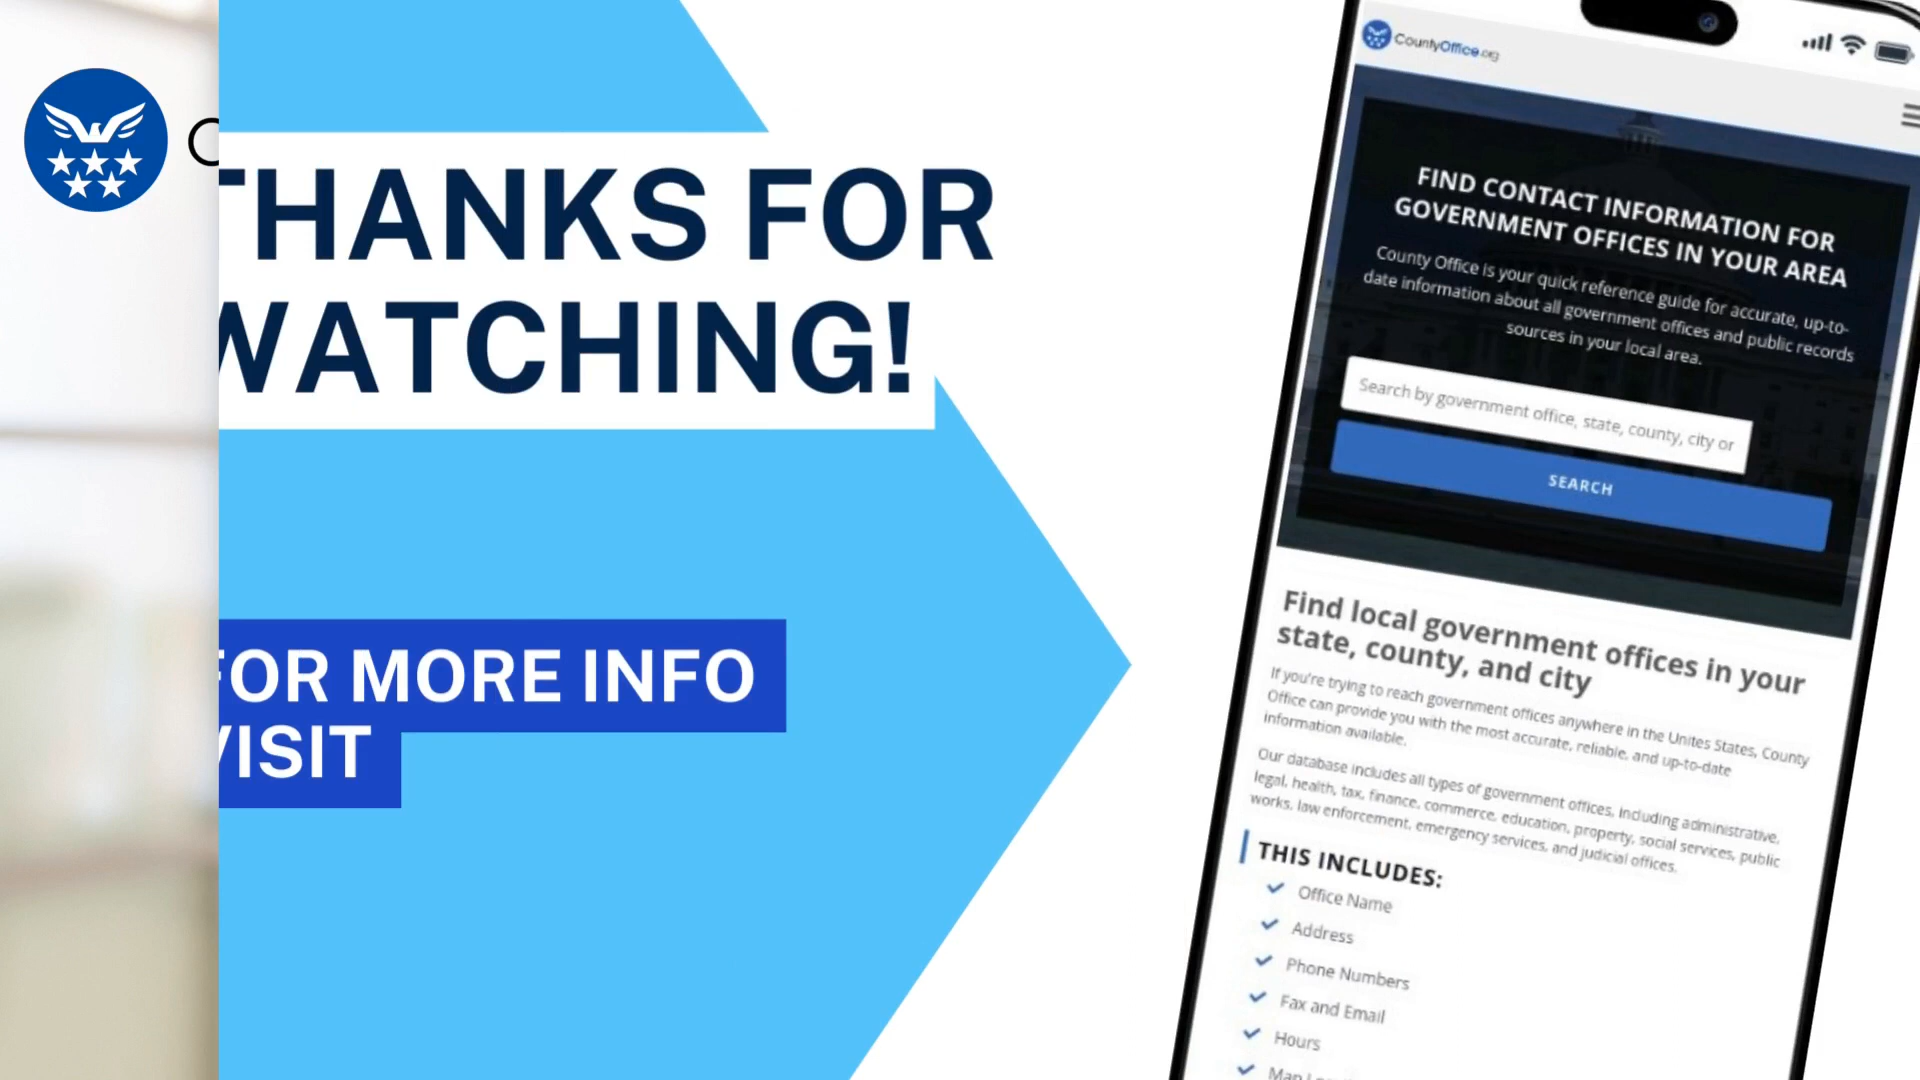 THANKS FOR
WATCHING!
FOR MORE INFO
VISIT
CountyOffice.org
FIND CONTACT INFORMATION FOR
GOVERNMENT OFFICES IN YOUR AREA
County Office is your quick reference guide for accurate, up-to-
date information about all government offices and public records
sources in your local area.
Search by government office, state, county, city or
SEARCH
Find local government offices in your
state, county, and city
If you're trying to reach government offices anywhere in the Unites States, County
Office can provide you with the most accurate, reliable, and up-to-date
information available.
Our database includes all types of government offices, including administrative,
legal, health, tax, finance, commerce, education, property, social services, public
works, law enforcement, emergency services, and judicial offices.
THIS INCLUDES:
Office Name
Address
Phone Numbers
Fax and Email
Hours
Map